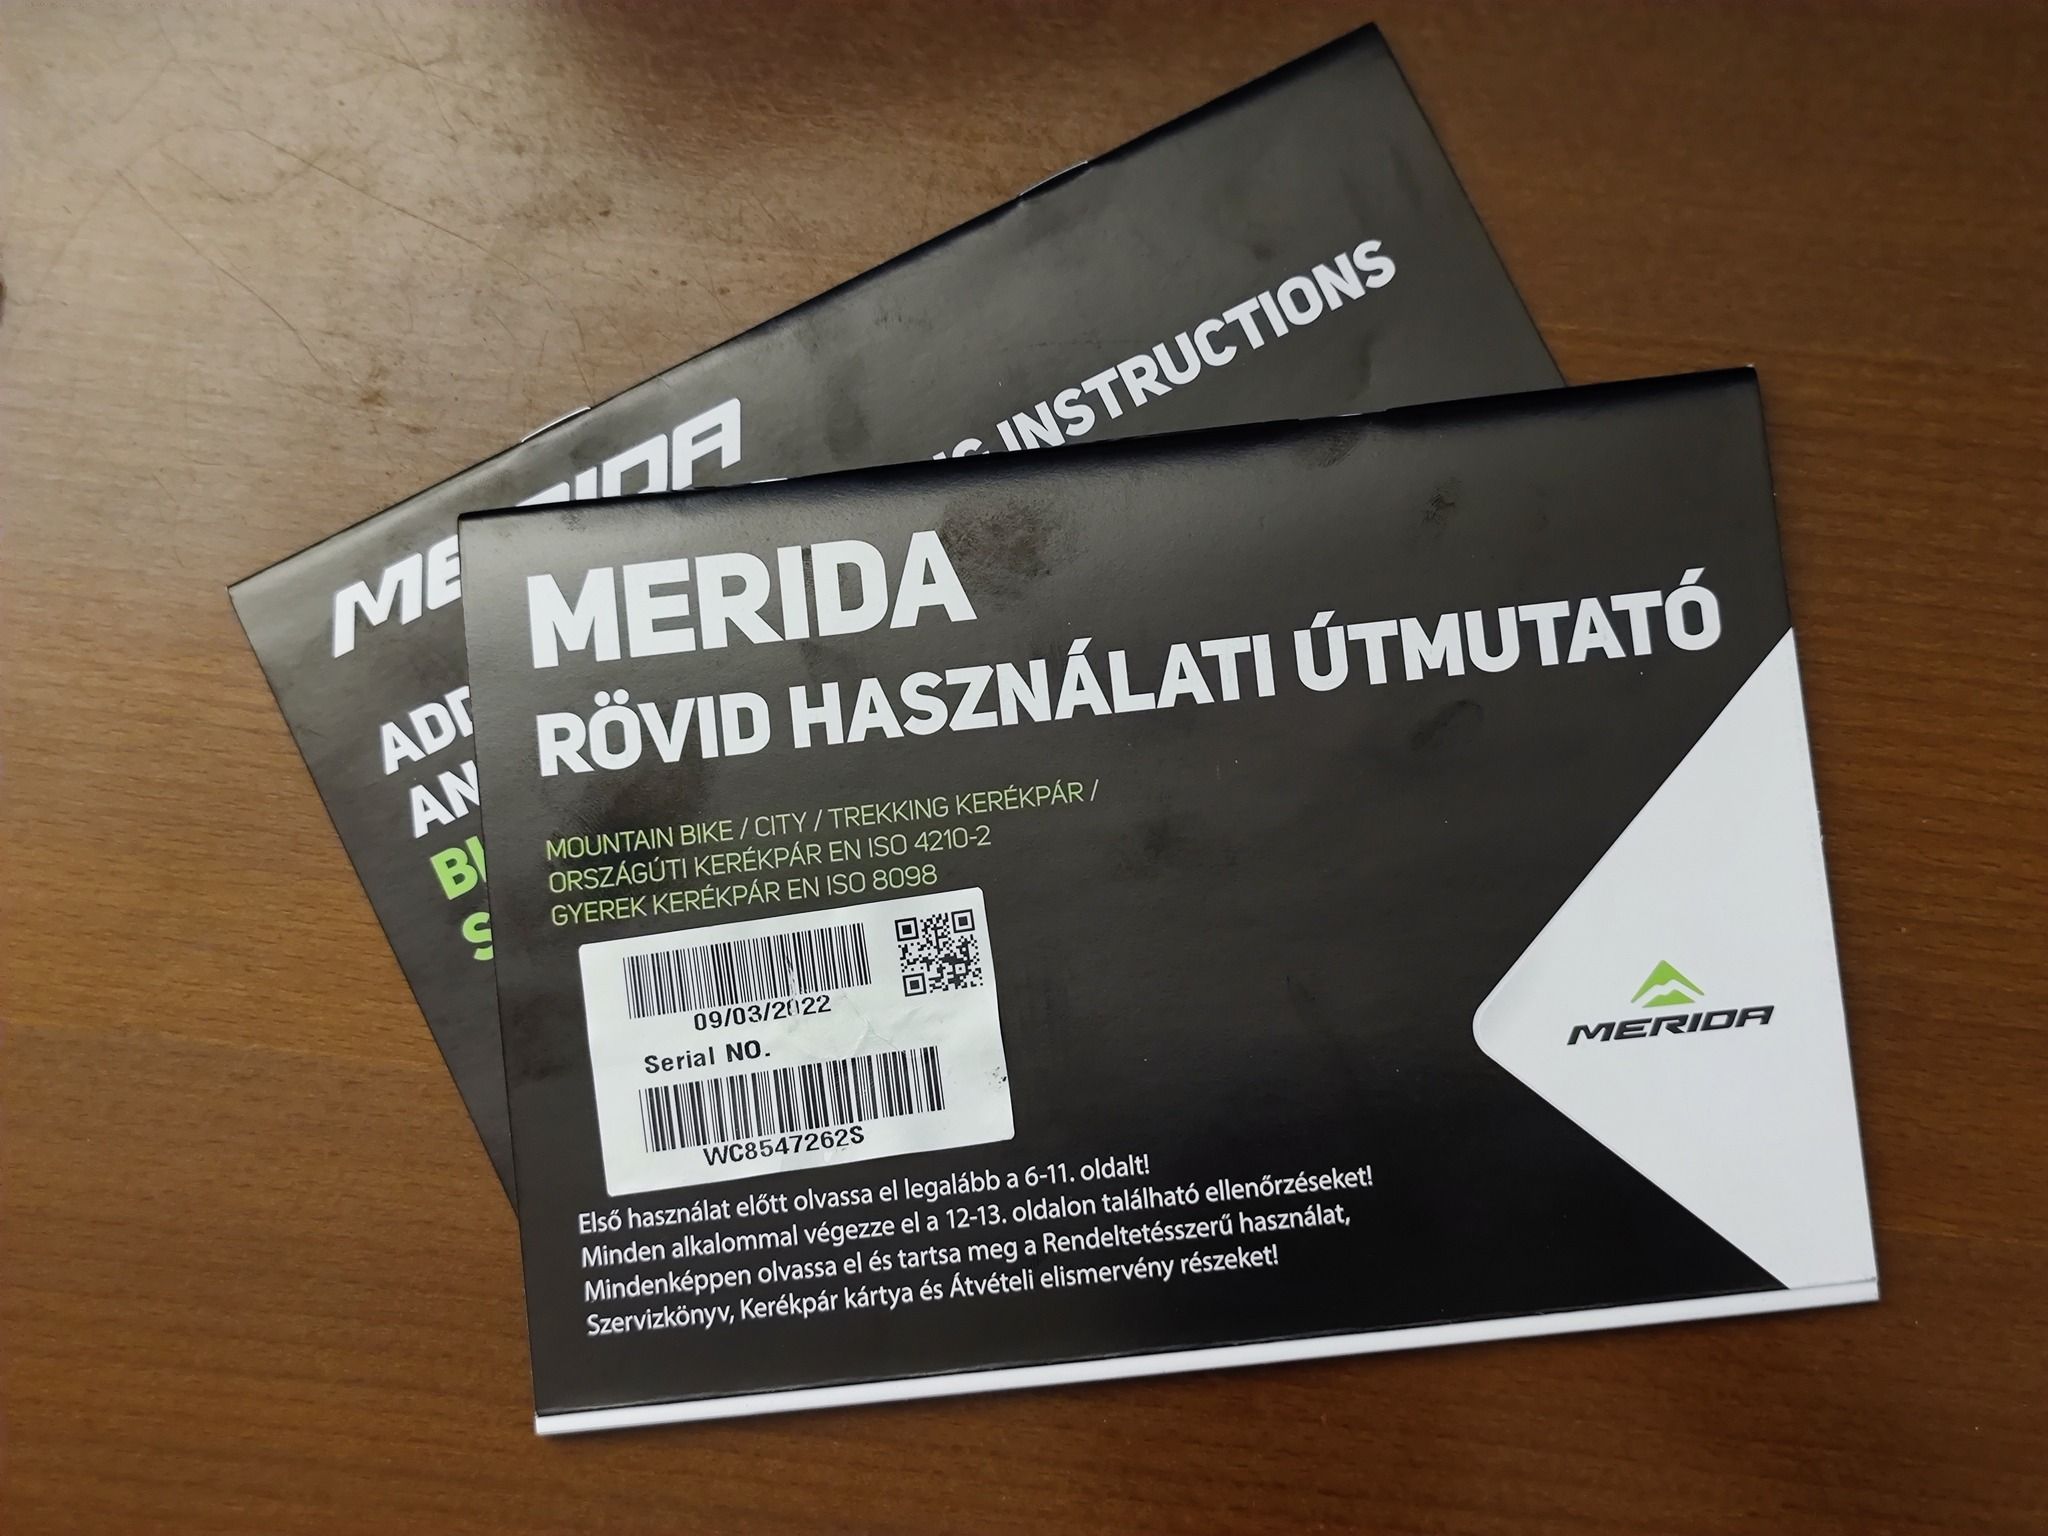 MERIDA
INSTRUCTIONS
MERIDA
RÖVID HASZNÁLATI ÚTMUTATÓ
MOUNTAIN BIKE / CITY / TREKKING KERÉKPÁR /
ORSZÁGÚTI KERÉKPÁR EN ISO 4210-2
GYEREK KERÉKPÁR EN ISO 8098
09/03/2022
Serial NO.
WC8547262S
MERIDA
Első használat előtt olvassa el legalább a 6-11. oldalt!
Minden alkalommal végezze el a 12-13. oldalon található ellenőrzéseket!
Mindenképpen olvassa el és tartsa meg a Rendeltetésszerű használat,
Szervizkönyv, Kerékpár kártya és Átvételi elismervény részeket!